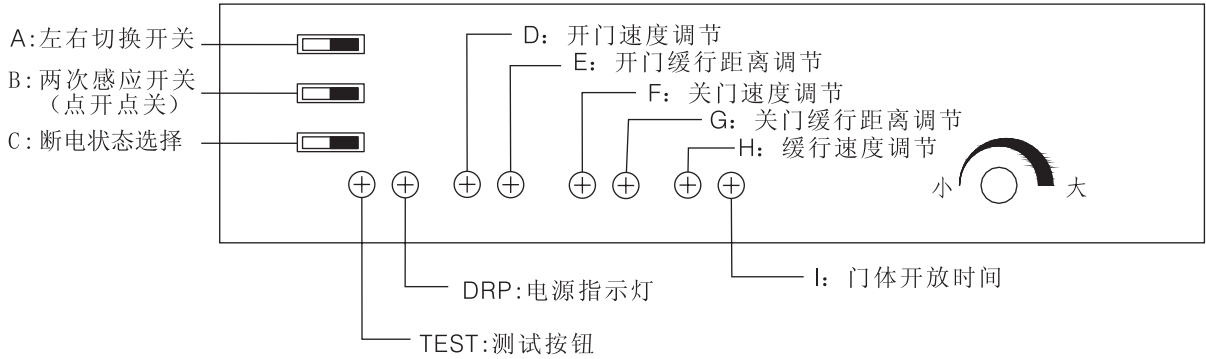 A:左右切换开关
B:两次感应开关
(点开点关)
C:断电状态选择
D:开门速度调节
E:开门缓行距离调节
F:关门速度调节
G:关门缓行距离调节
H:缓行速度调节
小 大
I:门体开放时间
DRP:电源指示灯
TEST:测试按钮